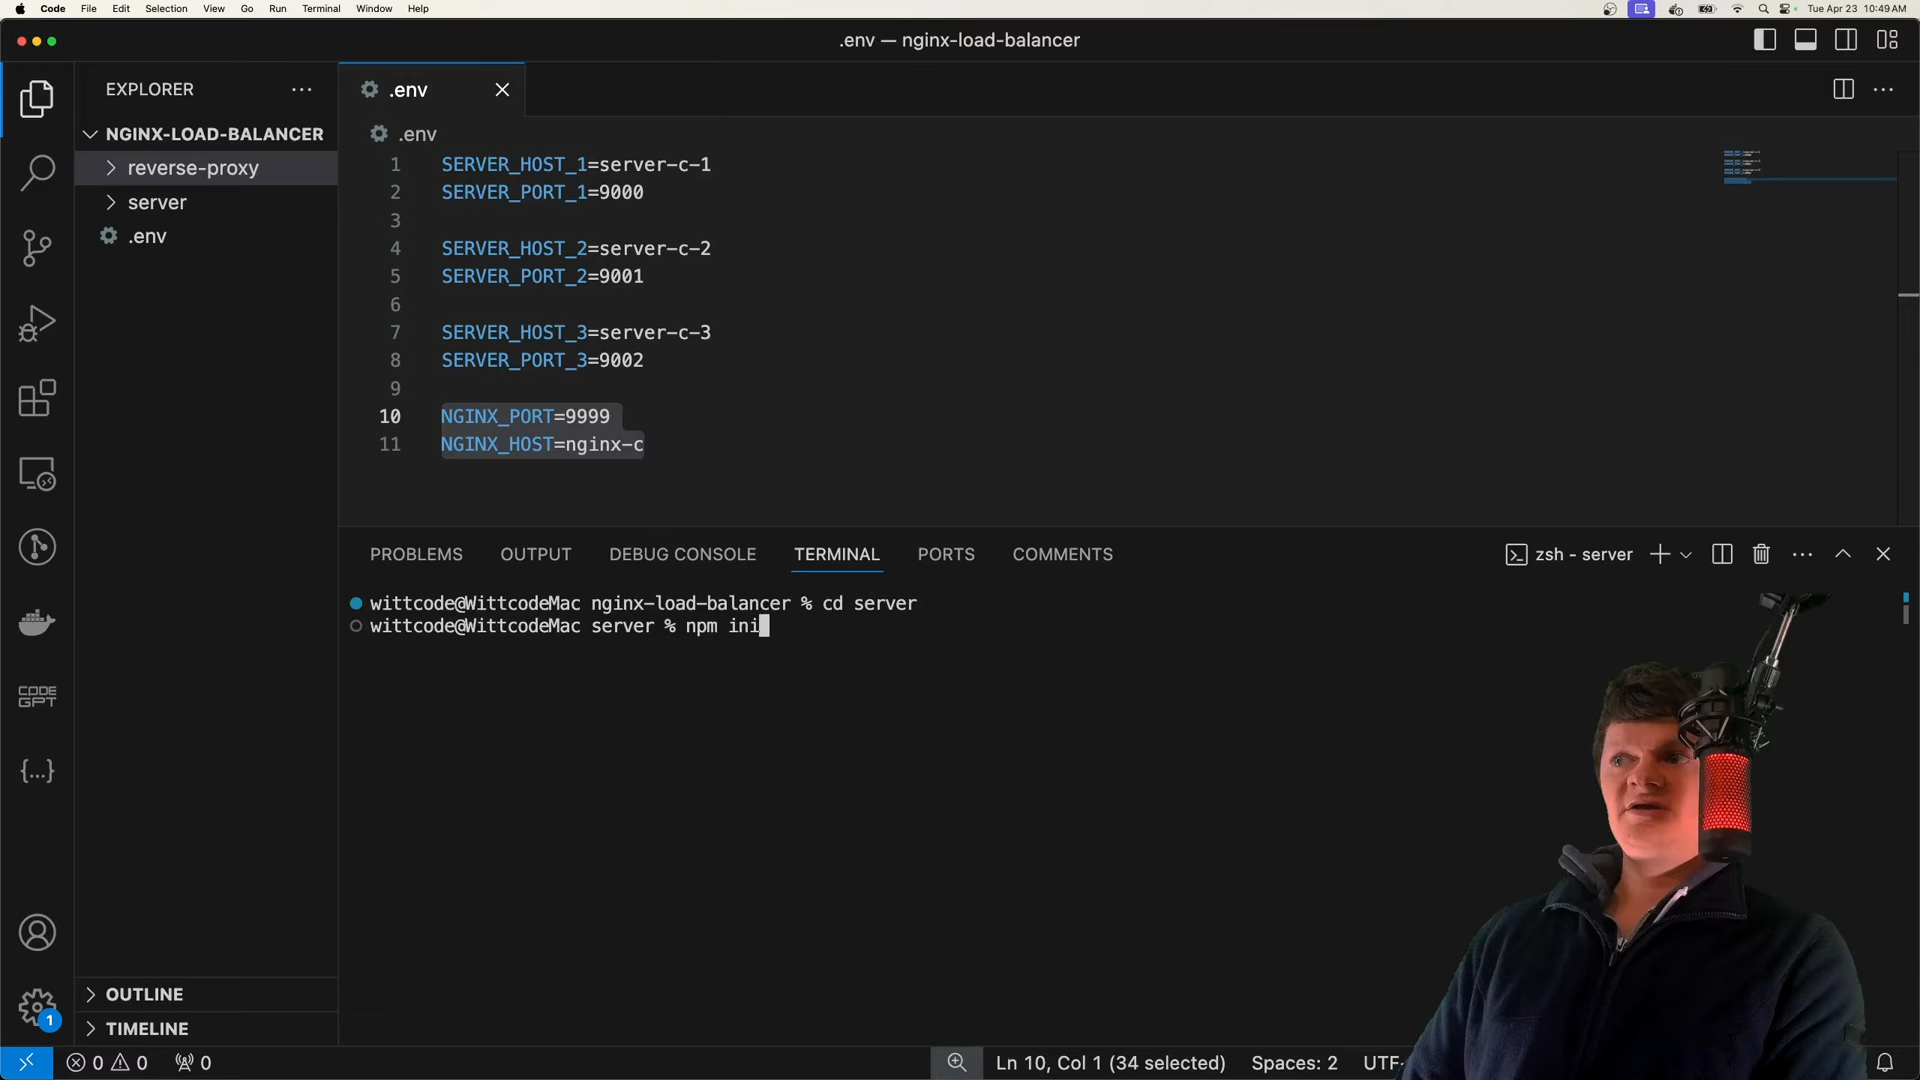 Code File Edit Selection View Go Run Terminal Window Help
Tue Apr 23 10:49 AM
.env — nginx-load-balancer
EXPLORER
NGINX-LOAD-BALANCER
reverse-proxy
server
.env
OUTLINE
TIMELINE
CODE
GPT
{...}
1
.env
.env
1 SERVER_HOST_1=server-c-1
2 SERVER_PORT_1=9000
3
4 SERVER_HOST_2=server-c-2
5 SERVER_PORT_2=9001
6
7 SERVER_HOST_3=server-c-3
8 SERVER_PORT_3=9002
9
10 NGINX_PORT=9999
11 NGINX_HOST=nginx-c
PROBLEMS OUTPUT DEBUG CONSOLE TERMINAL PORTS COMMENTS
zsh - server
wittcode@WittcodeMac nginx-load-balancer % cd server
wittcode@WittcodeMac server % npm ini
0 0 0 Ln 10, Col 1 (34 selected) Spaces: 2 UTF-